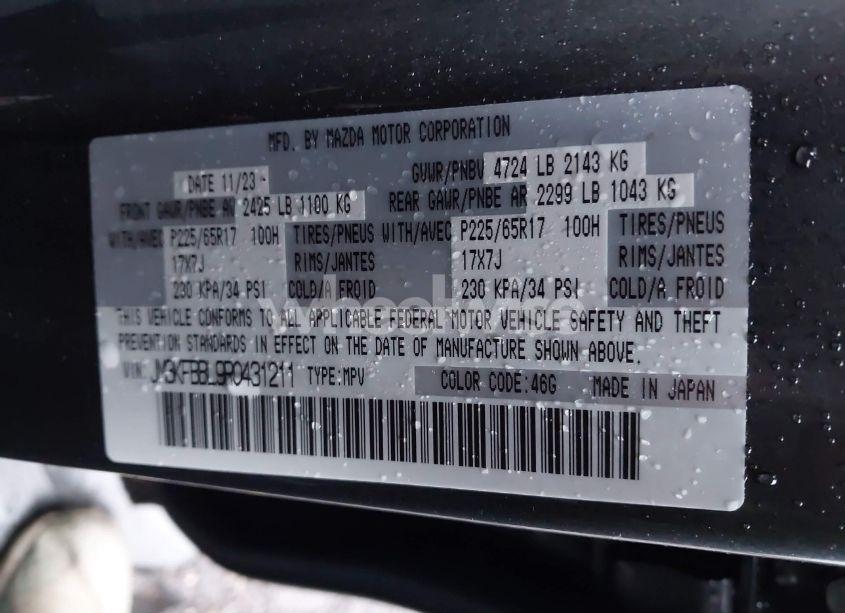 MFD. BY MAZDA MOTOR CORPORATION
DATE 11/23 - GVWR/PNBV 4724 LB 2143 KG
FRONT GAWR/PNBE AV 2425 LB 1100 KG REAR GAWR/PNBE AR 2299 LB 1043 KG
WITH/AVEC P225/65R17 100H TIRES/PNEUS WITH/AVEC P225/65R17 100H TIRES/PNEUS
17X7J RIMS/JANTES 17X7J RIMS/JANTES
230 KPA/34 PSI COLD/A FROID 230 KPA/34 PSI COLD/A FROID
THIS VEHICLE CONFORMS TO ALL APPLICABLE FEDERAL MOTOR VEHICLE SAFETY AND THEFT
PREVENTION STANDARDS IN EFFECT ON THE DATE OF MANUFACTURE SHOWN ABOVE.
VIN: JM3KFBBL9R0431211 TYPE:MPV COLOR CODE:46G MADE IN JAPAN